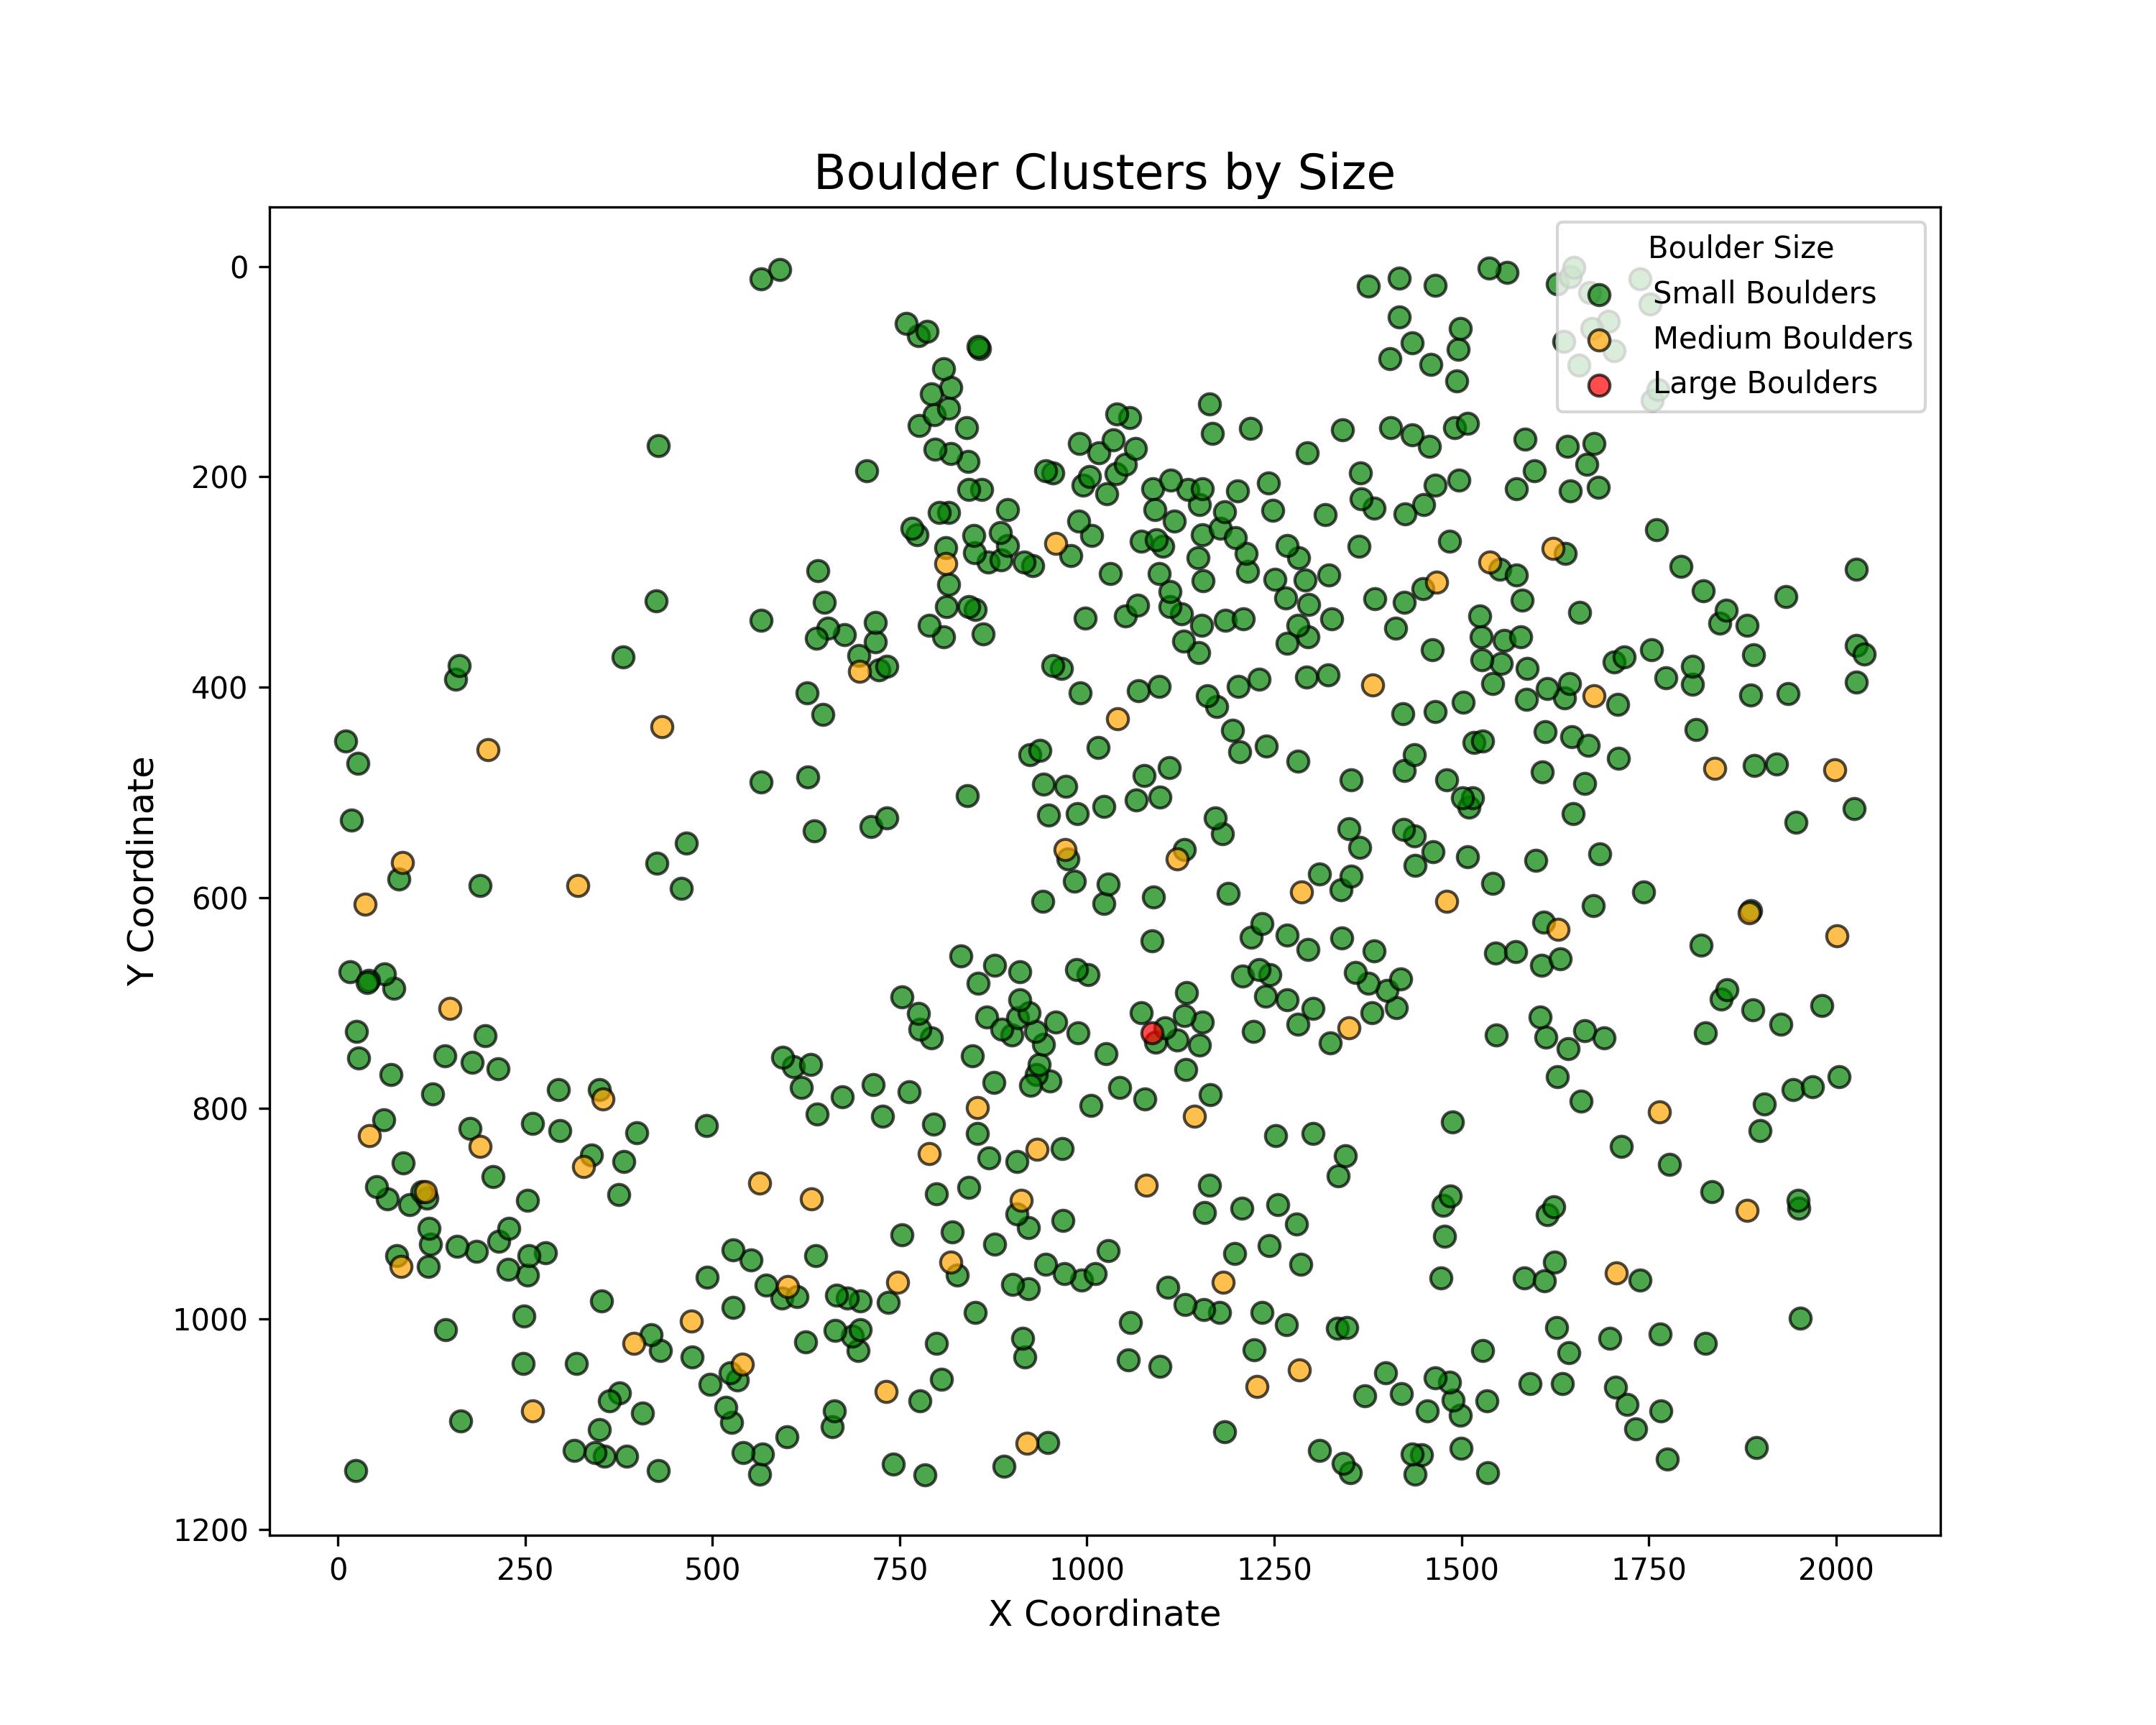 Boulder Clusters by Size
Boulder Size
Small Boulders
Medium Boulders
Large Boulders
Y Coordinate
0
200
400
600
800
1000
1200
0 250 500 750 1000 1250 1500 1750 2000
X Coordinate